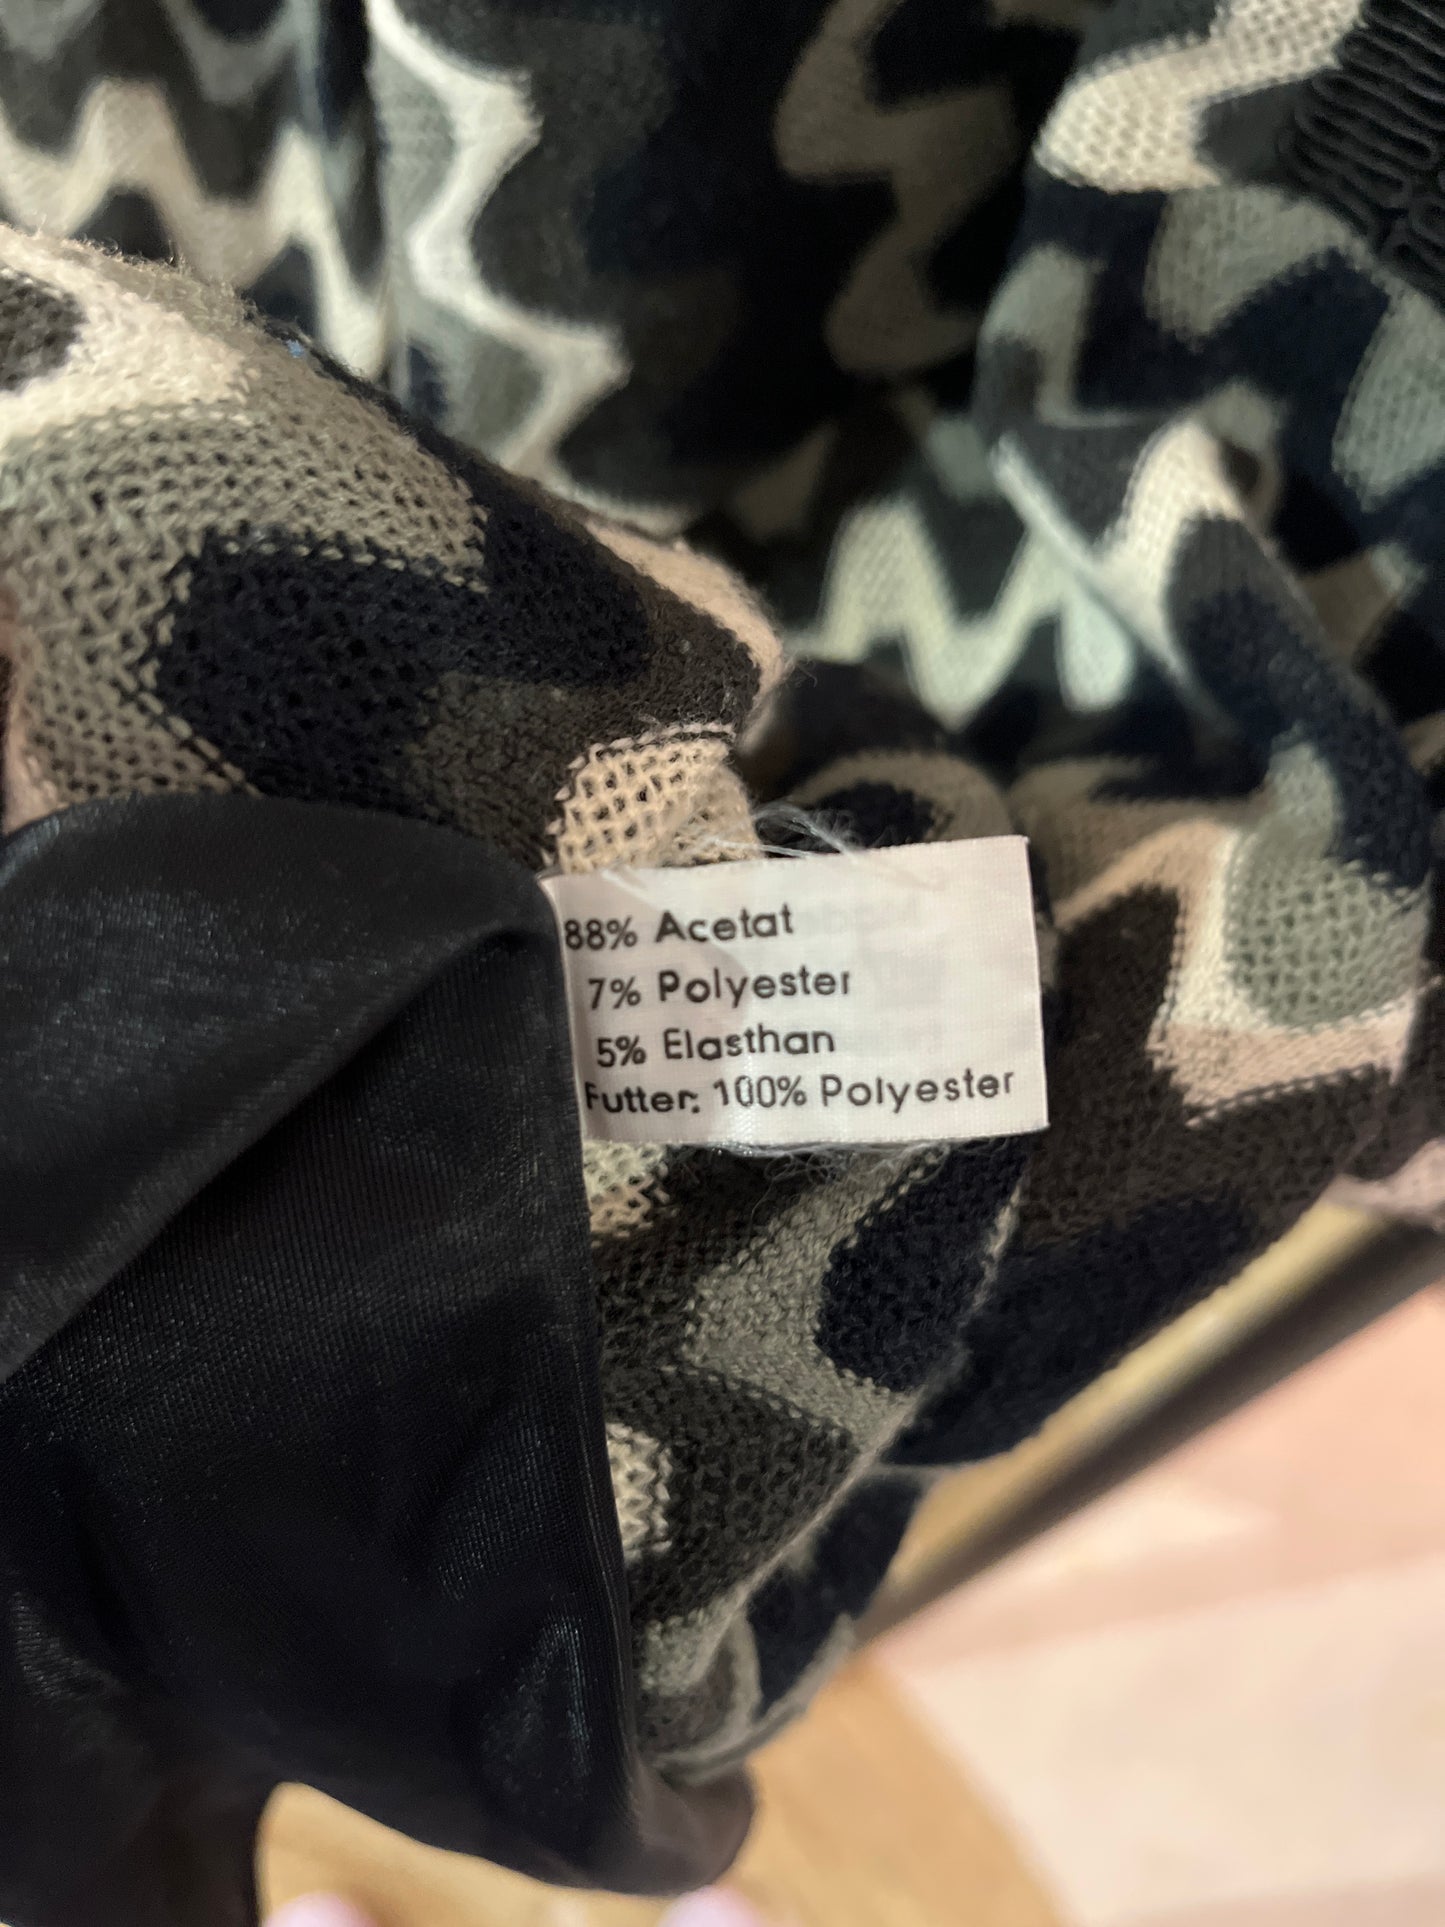 88% Acetat
7% Polyester
5% Elasthan
Futter: 100% Polyester